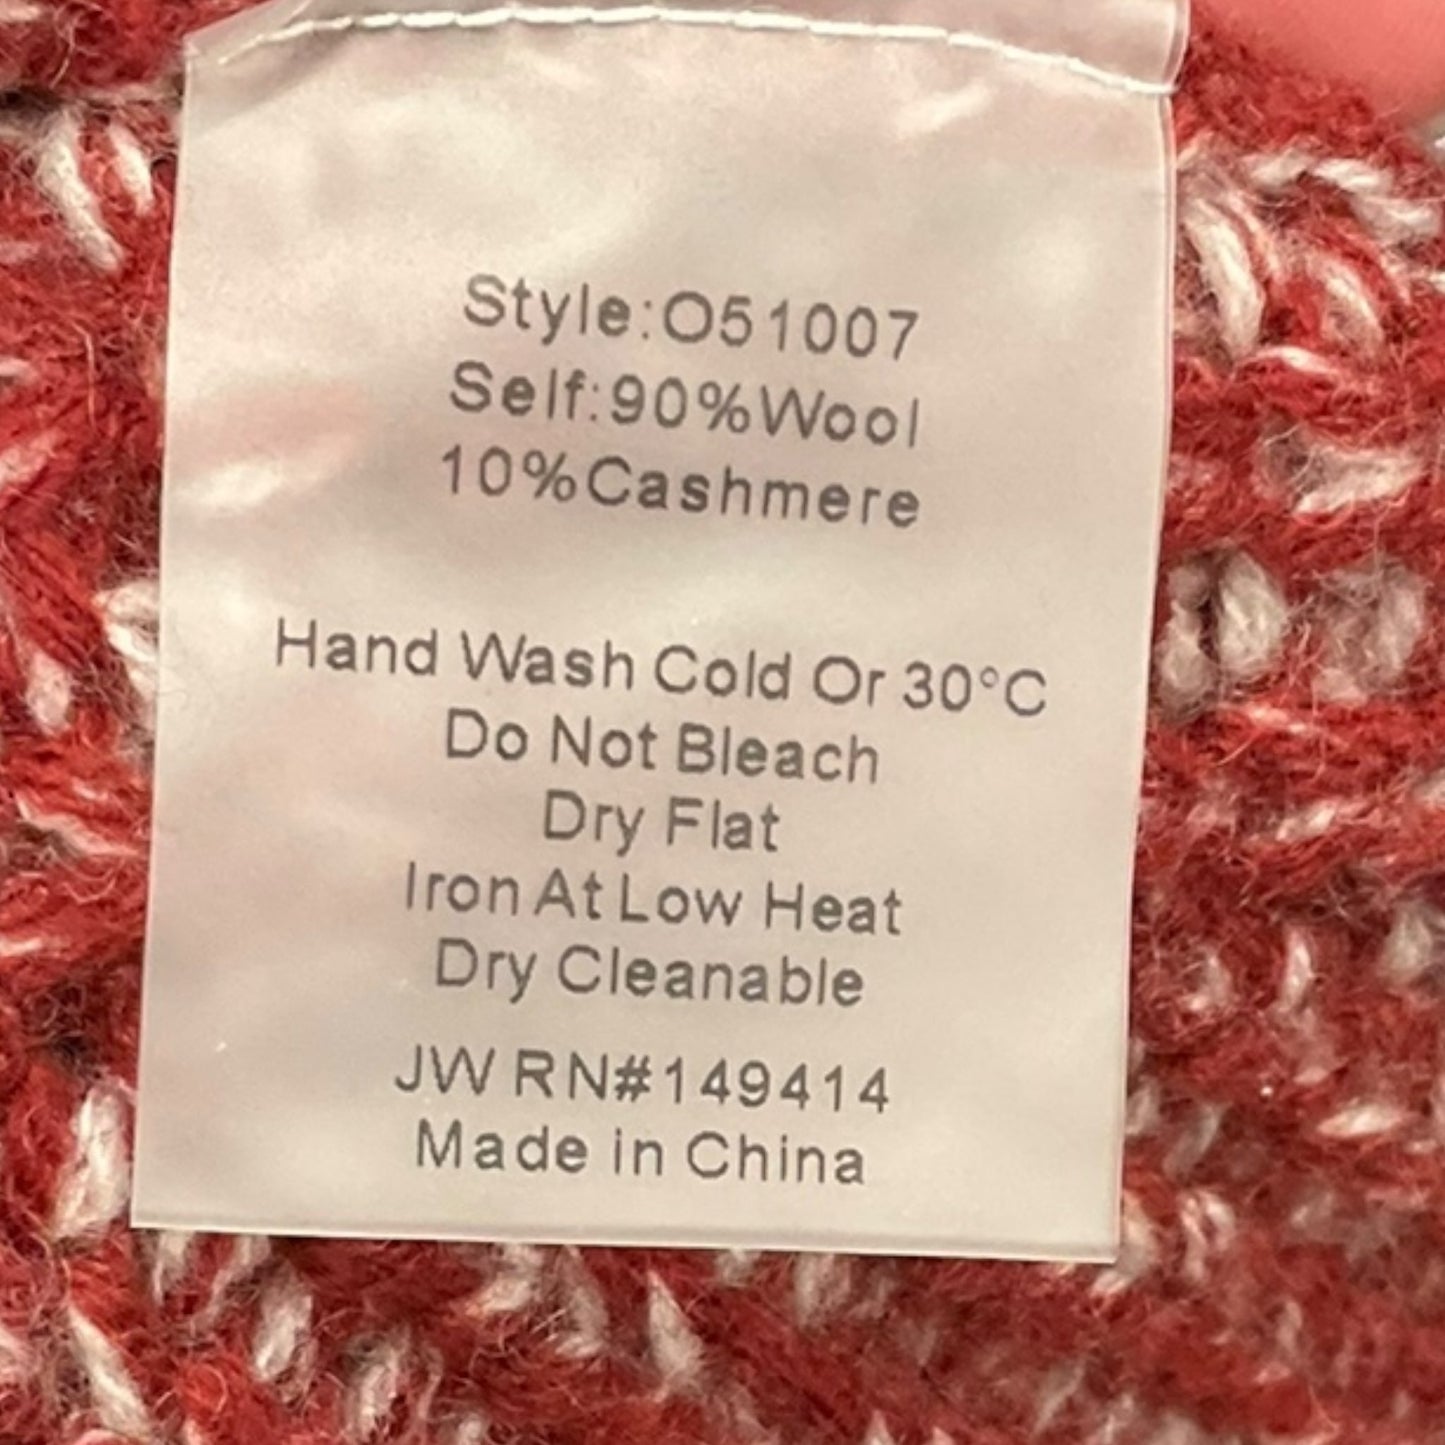 Style:O51007
Self:90%Wool
10%Cashmere
Hand Wash Cold Or 30°C
Do Not Bleach
Dry Flat
Iron At Low Heat
Dry Cleanable
JW RN#149414
Made in China